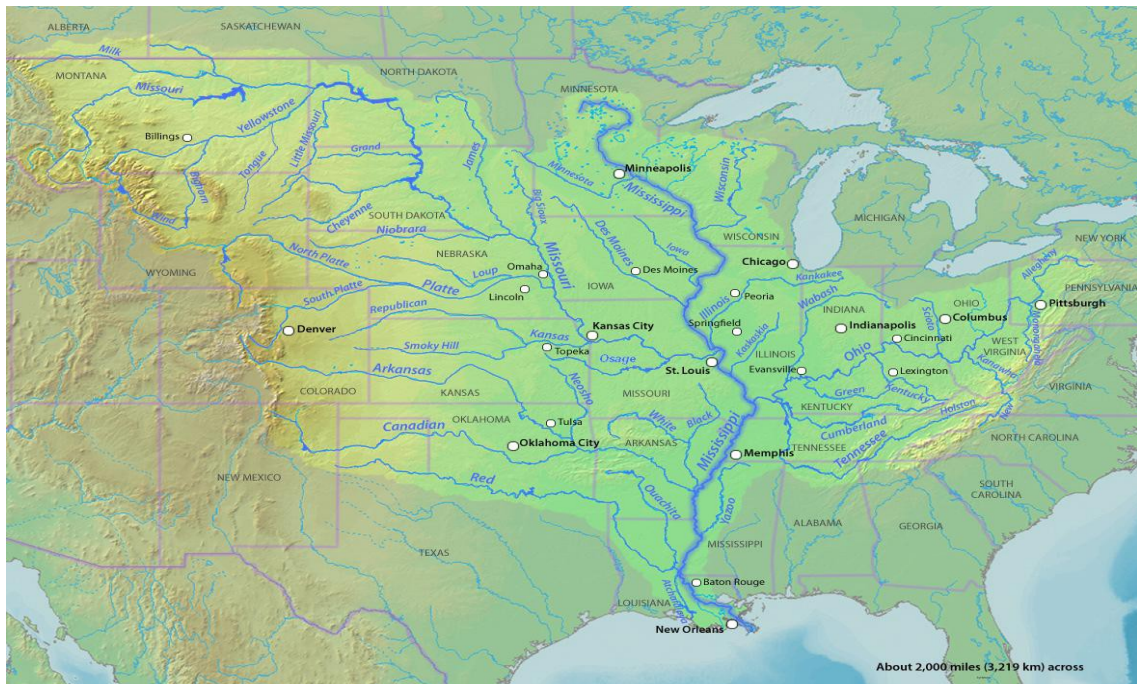 ALBERTA
SASKATCHEWAN
Milk
MONTANA
NORTH DAKOTA
MINNESOTA
Missouri
Yellowstone
Little Missouri
Billings
Tongue
Grand
James
Bighorn
Minneapolis
Minnesota
Mississippi
Wisconsin
Big Sioux
Wind
Cheyenne
SOUTH DAKOTA
Niobrara
MICHIGAN
WISCONSIN
NEW YORK
Des Moines
Iowa
NEBRASKA
Missouri
North Platte
WYOMING
Loup
Omaha
Des Moines
Chicago
Kankakee
Allegheny
PENNSYLVANIA
South Platte
Platte
Lincoln
IOWA
Illinois
Peoria
Wabash
OHIO
Pittsburgh
Republican
INDIANA
Scioto
Columbus
Monongahela
Denver
Kansas City
Springfield
Kaskaskia
Indianapolis
Cincinnati
Kansas
Smoky Hill
Topeka
Osage
ILLINOIS
Ohio
WEST
VIRGINIA
Kanawha
St. Louis
Evansville
Lexington
Arkansas
COLORADO
KANSAS
Neosho
MISSOURI
Green
Kentucky
VIRGINIA
KENTUCKY
New
Holston
OKLAHOMA
Tulsa
White
Black
Mississippi
Cumberland
Canadian
Oklahoma City
ARKANSAS
TENNESSEE
Tennessee
NORTH CAROLINA
Memphis
NEW MEXICO
Red
Ouachita
SOUTH
CAROLINA
Yazoo
ALABAMA
GEORGIA
TEXAS
MISSISSIPPI
Baton Rouge
LOUISIANA
Atchafalaya
New Orleans
About 2,000 miles (3,219 km) across